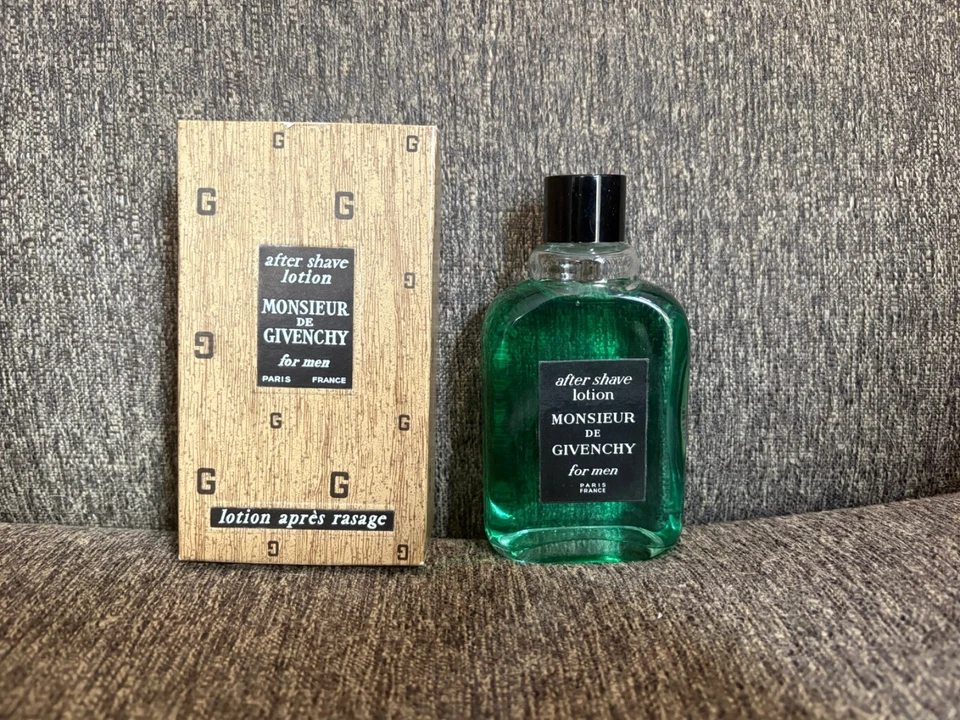 G G
G G
after shave
lotion
MONSIEUR
DE
GIVENCHY
for men
PARIS FRANCE
G
G
G G
G G
lotion après rasage
G G
after shave
lotion
MONSIEUR
DE
GIVENCHY
for men
PARIS
FRANCE